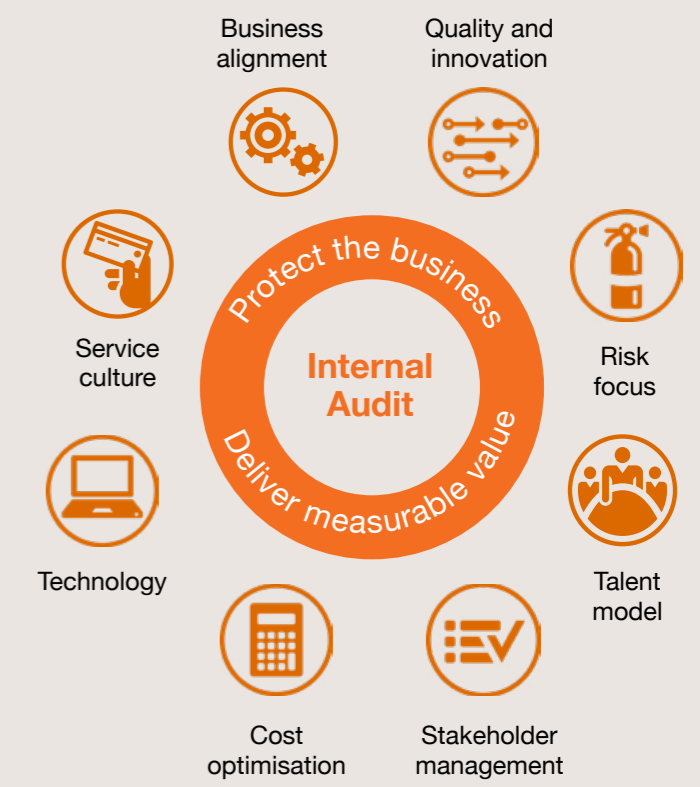 Business
alignment
Quality and
innovation
Protect the business
Service
culture
Internal
Audit
Risk
focus
Deliver measurable value
Technology
Talent
model
Cost
optimisation
Stakeholder
management